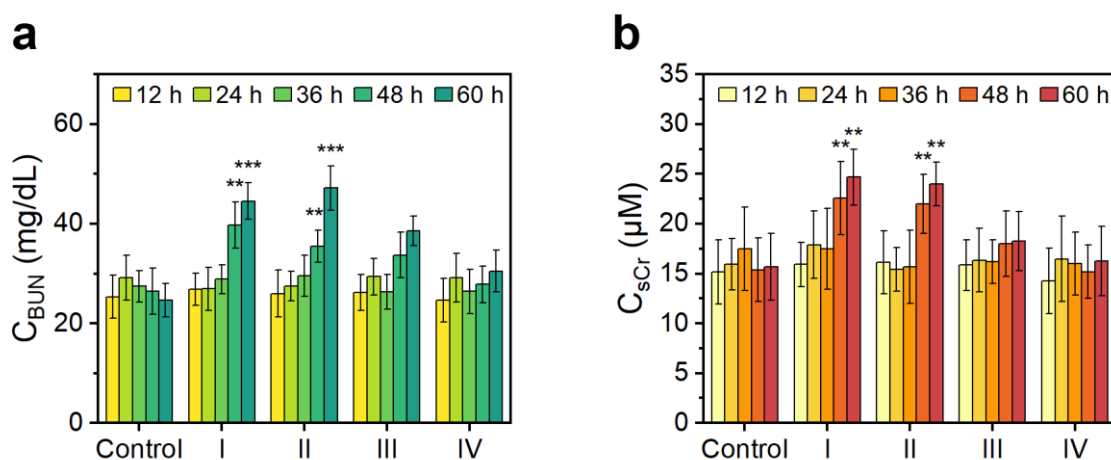 a
12 h 24 h 36 h 48 h 60 h
C_BUN (mg/dL)
60
40
20
0
** *** ** ***
Control I II III IV
b
12 h 24 h 36 h 48 h 60 h
C_sCr (µM)
35
30
25
20
15
10
5
0
** ** ** **
Control I II III IV